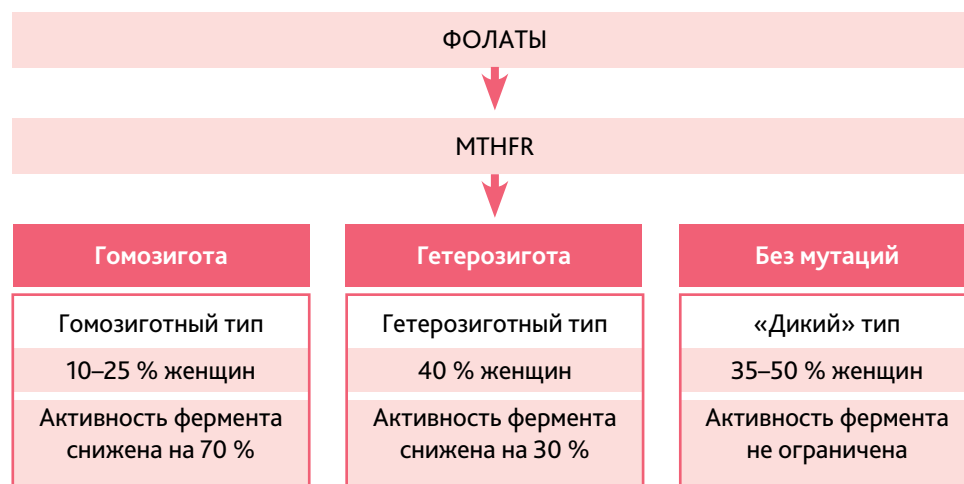 ФОЛАТЫ
MTHFR
Гомозигота
Гомозиготный тип
10–25 % женщин
Активность фермента
снижена на 70 %
Гетерозигота
Гетерозиготный тип
40 % женщин
Активность фермента
снижена на 30 %
Без мутаций
«Дикий» тип
35–50 % женщин
Активность фермента
не ограничена